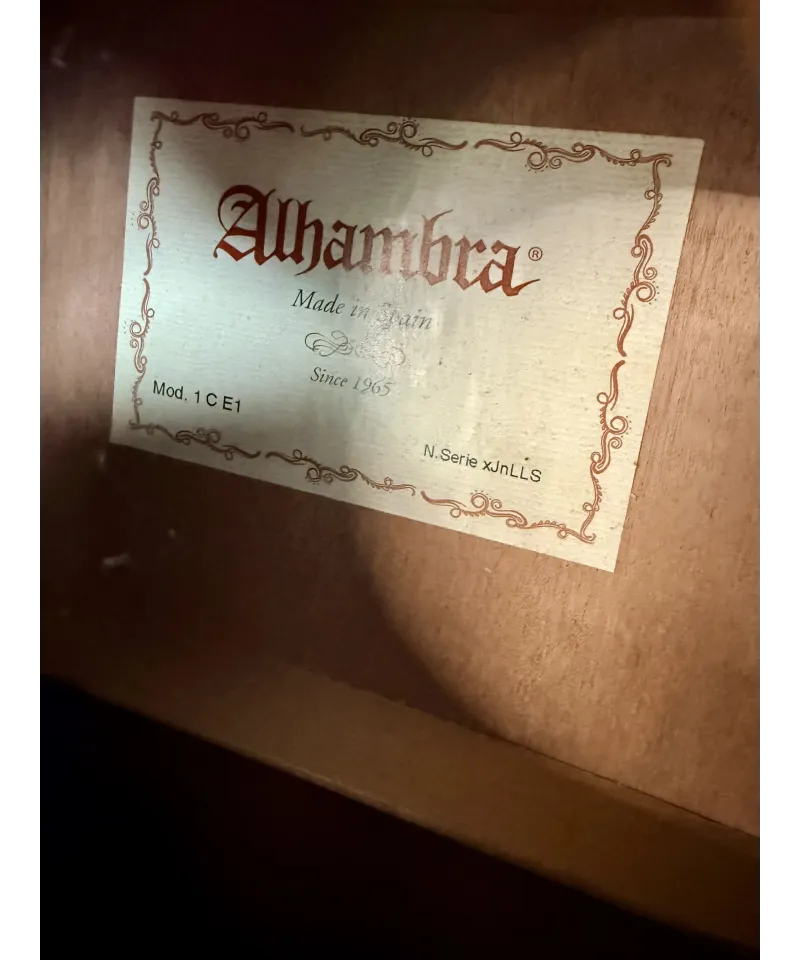 Alhambra®
Made in Spain
Since 1965
Mod. 1 C E1
N.Serie xJnLLS